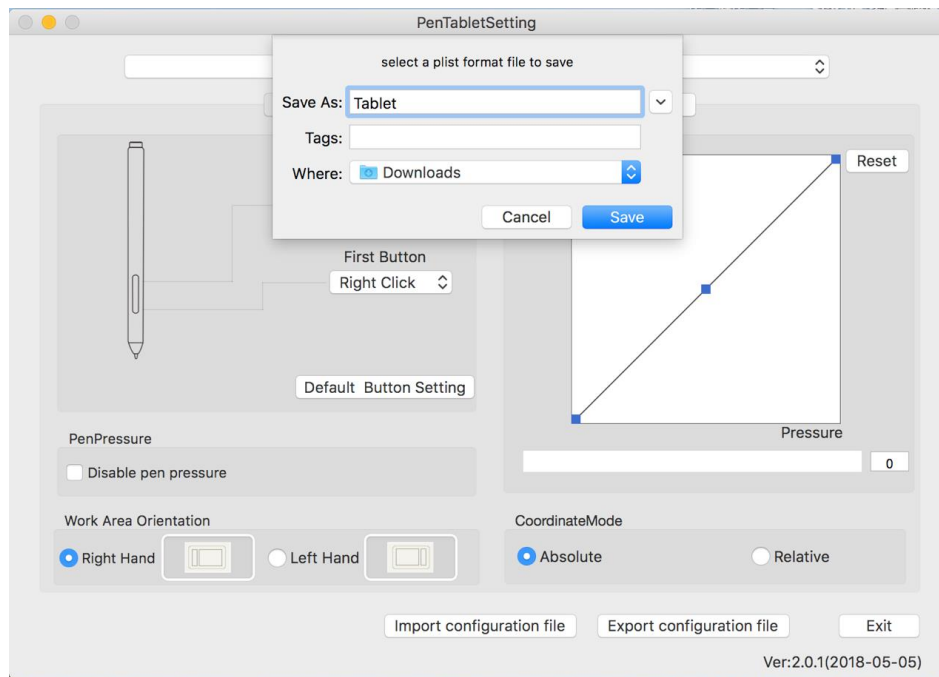 PenTabletSetting
select a plist format file to save
Save As: Tablet
Tags:
Where: Downloads
Cancel Save
Reset
First Button
Right Click
Default Button Setting
Pressure
0
PenPressure
Disable pen pressure
Work Area Orientation
Right Hand Left Hand
CoordinateMode
Absolute Relative
Import configuration file Export configuration file Exit
Ver:2.0.1(2018-05-05)